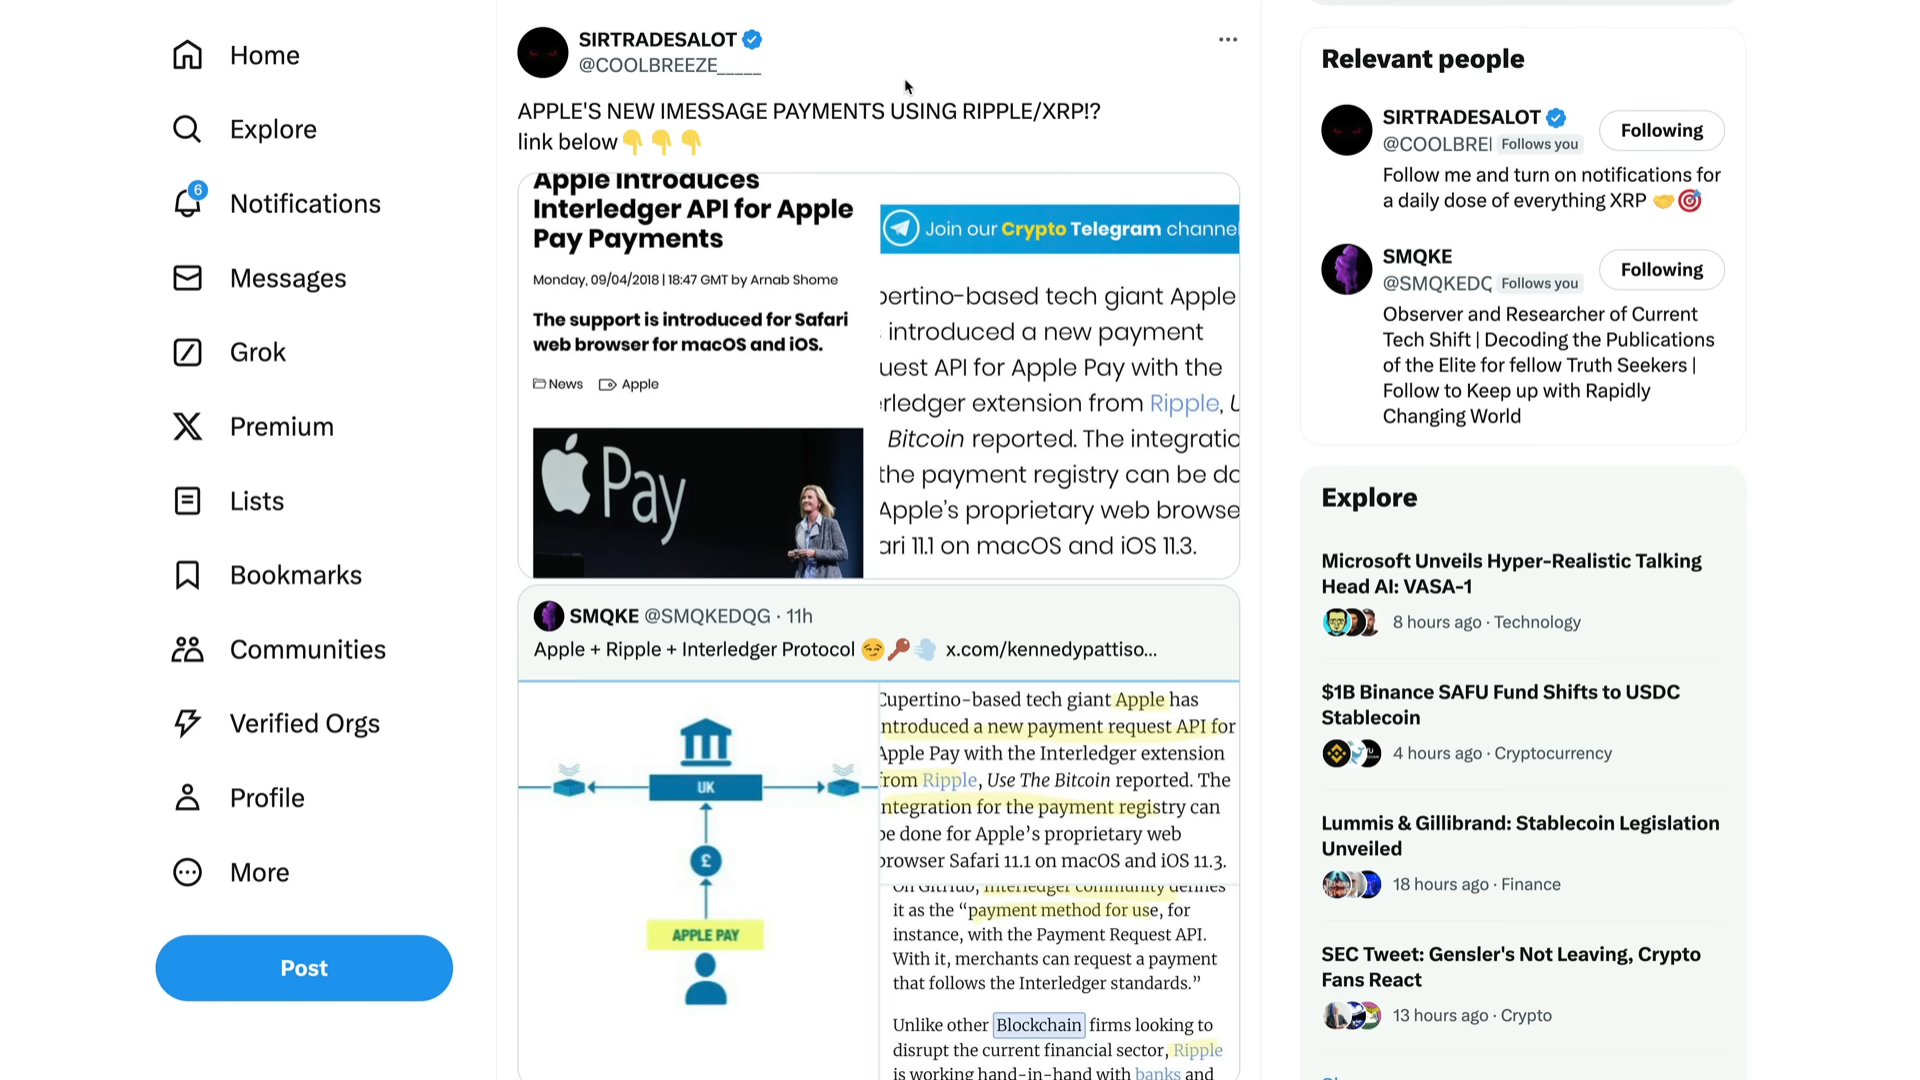 Home
Explore
6
Notifications
Messages
Grok
Premium
Lists
Bookmarks
Communities
Verified Orgs
Profile
More
Post
SIRTRADESALOT
@COOLBREEZE_____
APPLE'S NEW IMESSAGE PAYMENTS USING RIPPLE/XRP!?
link below👇👇👇
Apple Introduces
Interledger API for Apple
Pay Payments
Monday, 09/04/2018 | 18:47 GMT by Arnab Shome
The support is introduced for Safari
web browser for macOS and iOS.
News Apple
Pay
Join our Crypto Telegram channel
pertino-based tech giant Apple
introduced a new payment
uest API for Apple Pay with the
rledger extension from Ripple, U
Bitcoin reported. The integratio
the payment registry can be do
Apple's proprietary web browse
ari 11.1 on macOS and iOS 11.3.
SMQKE @SMQKEDQG · 11h
Apple + Ripple + Interledger Protocol 😏🔑💨 x.com/kennedypattiso...
UK
£
APPLE PAY
Cupertino-based tech giant Apple has
ntroduced a new payment request API for
Apple Pay with the Interledger extension
from Ripple, Use The Bitcoin reported. The
ntegration for the payment registry can
be done for Apple's proprietary web
browser Safari 11.1 on macOS and iOS 11.3.
On GitHub, Interledger community defines
it as the “payment method for use, for
instance, with the Payment Request API.
With it, merchants can request a payment
that follows the Interledger standards.”
Unlike other Blockchain firms looking to
disrupt the current financial sector, Ripple
is working hand-in-hand with banks and
Relevant people
SIRTRADESALOT
@COOLBREE Follows you
Following
Follow me and turn on notifications for
a daily dose of everything XRP 🤝🎯
SMQKE
@SMQKEDQ Follows you
Following
Observer and Researcher of Current
Tech Shift | Decoding the Publications
of the Elite for fellow Truth Seekers |
Follow to Keep up with Rapidly
Changing World
Explore
Microsoft Unveils Hyper-Realistic Talking
Head AI: VASA-1
8 hours ago · Technology
$1B Binance SAFU Fund Shifts to USDC
Stablecoin
4 hours ago · Cryptocurrency
Lummis & Gillibrand: Stablecoin Legislation
Unveiled
18 hours ago · Finance
SEC Tweet: Gensler's Not Leaving, Crypto
Fans React
13 hours ago · Crypto